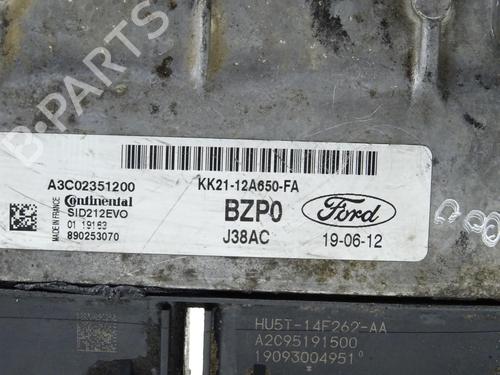 B-PARTS
A3C02351200
KK21-12A650-FA
Continental
SID212EVO
BZP0
Ford
MADE IN FRANCE
01 19163
890253070
J38AC
19-06-12
HU5T-14F262-AA
A2C95191500
19093004951